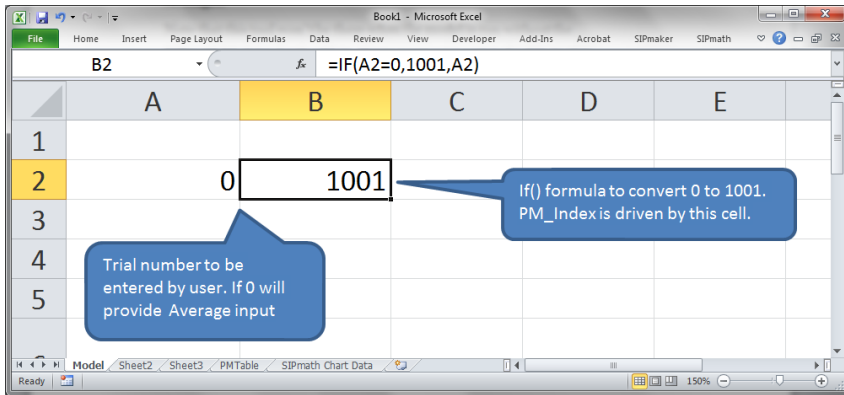 Book1 - Microsoft Excel
File Home Insert Page Layout Formulas Data Review View Developer Add-Ins Acrobat SIPmaker SIPmath
B2 fx =IF(A2=0,1001,A2)
A B C D E
1
2 0 1001
If() formula to convert 0 to 1001.
PM_Index is driven by this cell.
3
4
Trial number to be
entered by user. If 0 will
provide Average input
5
Model Sheet2 Sheet3 PMTable SIPmath Chart Data
Ready 150%